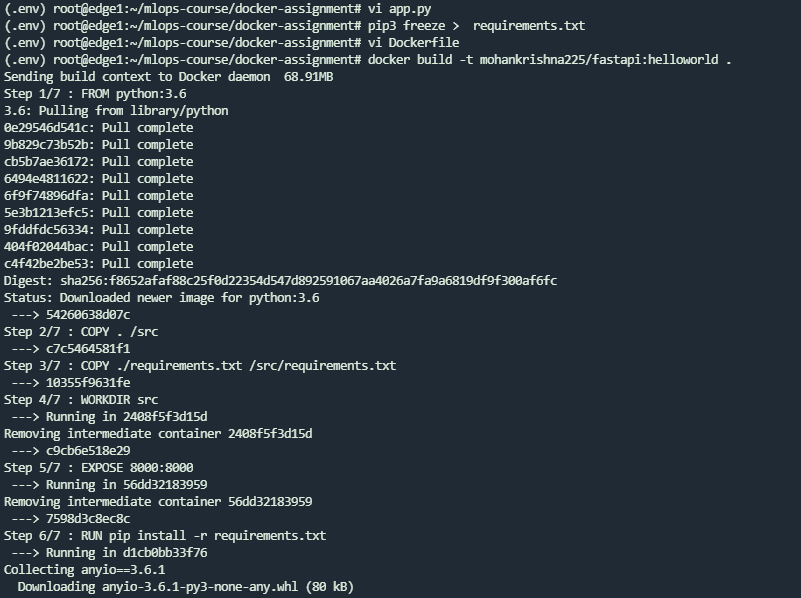 (.env) root@edge1:~/mlops-course/docker-assignment# vi app.py
(.env) root@edge1:~/mlops-course/docker-assignment# pip3 freeze >  requirements.txt
(.env) root@edge1:~/mlops-course/docker-assignment# vi Dockerfile
(.env) root@edge1:~/mlops-course/docker-assignment# docker build -t mohankrishna225/fastapi:helloworld .
Sending build context to Docker daemon  68.91MB
Step 1/7 : FROM python:3.6
3.6: Pulling from library/python
0e29546d541c: Pull complete
9b829c73b52b: Pull complete
cb5b7ae36172: Pull complete
6494e4811622: Pull complete
6f9f74896dfa: Pull complete
5e3b1213efc5: Pull complete
9fddfdc56334: Pull complete
404f02044bac: Pull complete
c4f42be2be53: Pull complete
Digest: sha256:f8652afaf88c25f0d22354d547d892591067aa4026a7fa9a6819df9f300af6fc
Status: Downloaded newer image for python:3.6
 ---> 54260638d07c
Step 2/7 : COPY . /src
 ---> c7c5464581f1
Step 3/7 : COPY ./requirements.txt /src/requirements.txt
 ---> 10355f9631fe
Step 4/7 : WORKDIR src
 ---> Running in 2408f5f3d15d
Removing intermediate container 2408f5f3d15d
 ---> c9cb6e518e29
Step 5/7 : EXPOSE 8000:8000
 ---> Running in 56dd32183959
Removing intermediate container 56dd32183959
 ---> 7598d3c8ec8c
Step 6/7 : RUN pip install -r requirements.txt
 ---> Running in d1cb0bb33f76
Collecting anyio==3.6.1
  Downloading anyio-3.6.1-py3-none-any.whl (80 kB)